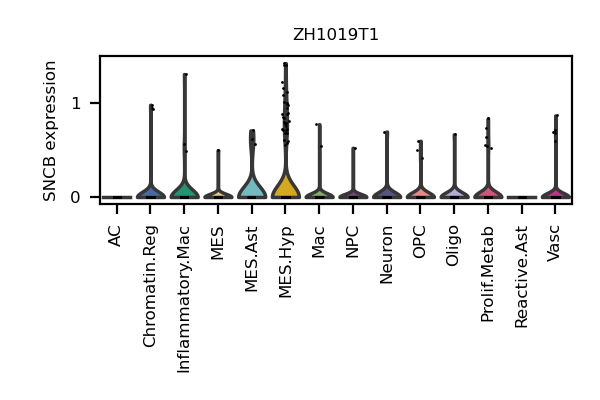 ZH1019T1
SNCB expression
1
0
AC
Chromatin.Reg
Inflammatory.Mac
MES
MES.Ast
MES.Hyp
Mac
NPC
Neuron
OPC
Oligo
Prolif.Metab
Reactive.Ast
Vasc